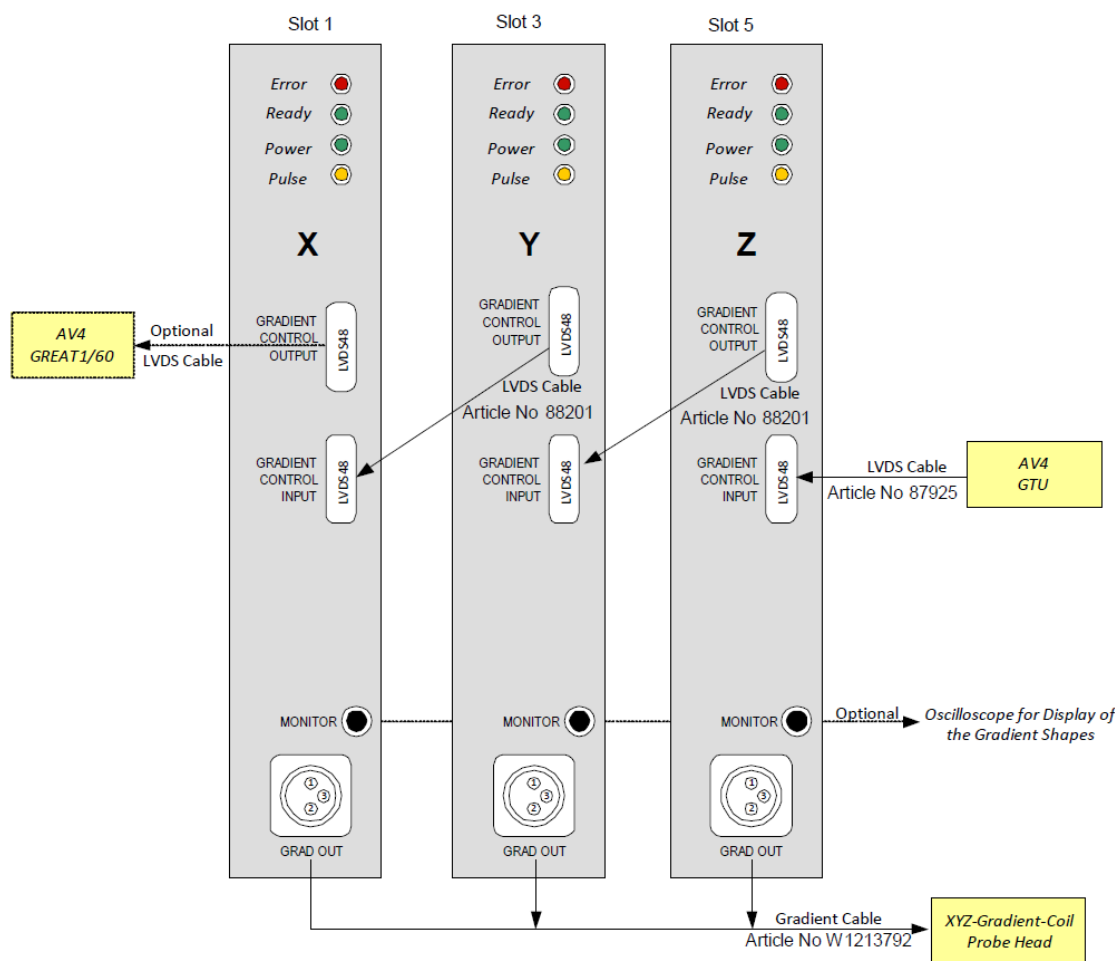 Slot 1
Slot 3
Slot 5
Error
Ready
Power
Pulse
X
Error
Ready
Power
Pulse
Y
Error
Ready
Power
Pulse
Z
AV4
GREAT1/60
Optional
LVDS Cable
GRADIENT
CONTROL
OUTPUT
LVDS48
GRADIENT
CONTROL
OUTPUT
LVDS48
LVDS Cable
Article No 88201
GRADIENT
CONTROL
OUTPUT
LVDS48
LVDS Cable
Article No 88201
GRADIENT
CONTROL
INPUT
LVDS48
GRADIENT
CONTROL
INPUT
LVDS48
GRADIENT
CONTROL
INPUT
LVDS48
LVDS Cable
Article No 87925
AV4
GTU
MONITOR
MONITOR
MONITOR
Optional
Oscilloscope for Display of
the Gradient Shapes
1
3
2
GRAD OUT
1
3
2
GRAD OUT
1
3
2
GRAD OUT
Gradient Cable
Article No W1213792
XYZ-Gradient-Coil
Probe Head